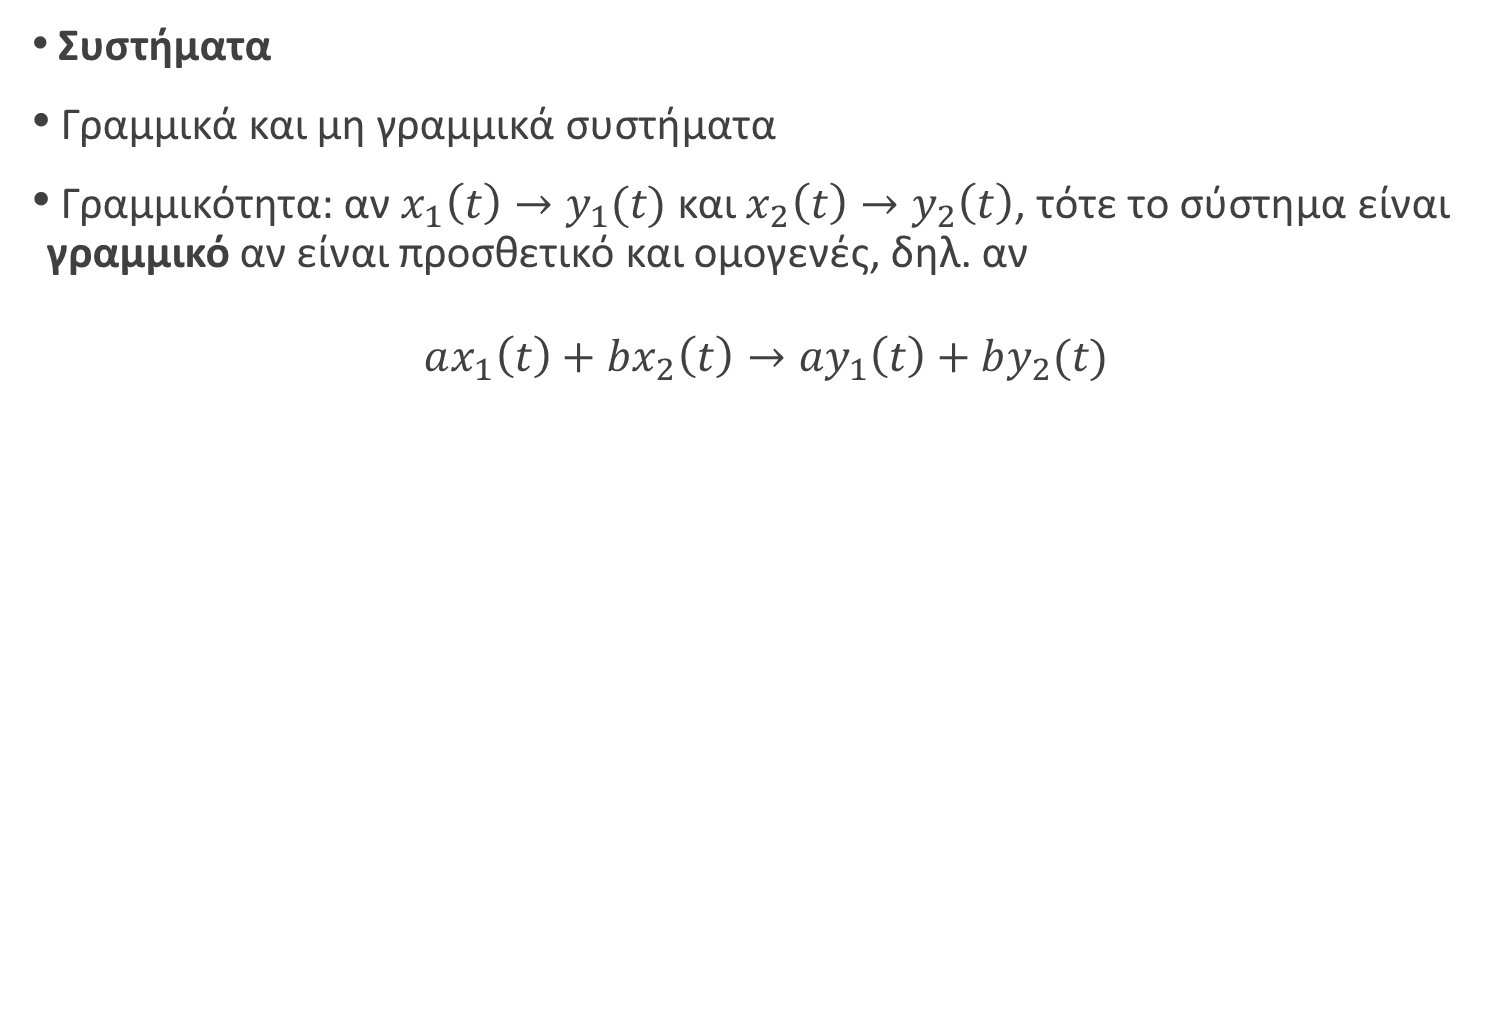 • Συστήματα
• Γραμμικά και μη γραμμικά συστήματα
• Γραμμικότητα: αν 𝑥₁(𝑡) → 𝑦₁(𝑡) και 𝑥₂(𝑡) → 𝑦₂(𝑡), τότε το σύστημα είναι
γραμμικό αν είναι προσθετικό και ομογενές, δηλ. αν
𝑎𝑥₁(𝑡) + 𝑏𝑥₂(𝑡) → 𝑎𝑦₁(𝑡) + 𝑏𝑦₂(𝑡)